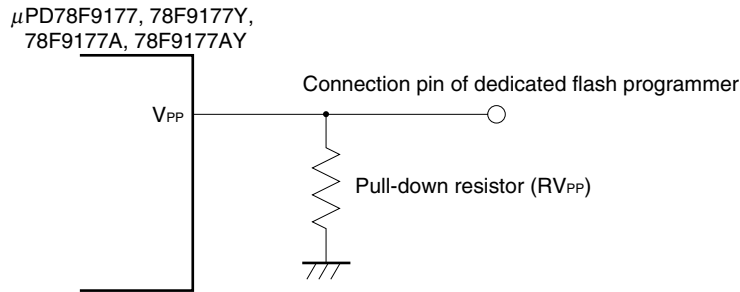 μPD78F9177, 78F9177Y,
78F9177A, 78F9177AY
Connection pin of dedicated flash programmer
VPP
Pull-down resistor (RVPP)